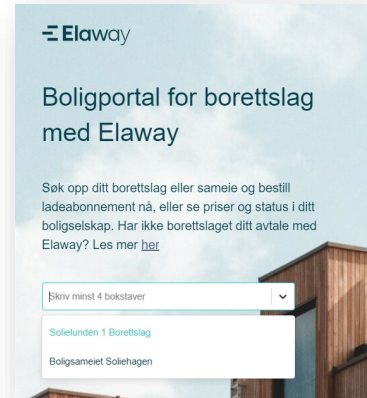 Elaway
Boligportal for borettslag
med Elaway
Søk opp ditt borettslag eller sameie og bestill
ladeabonnement nå, eller se priser og status i ditt
boligselskap. Har ikke borettslaget ditt avtale med
Elaway? Les mer her
Skriv minst 4 bokstaver
Solielunden 1 Borettslag
Boligsameiet Soliehagen